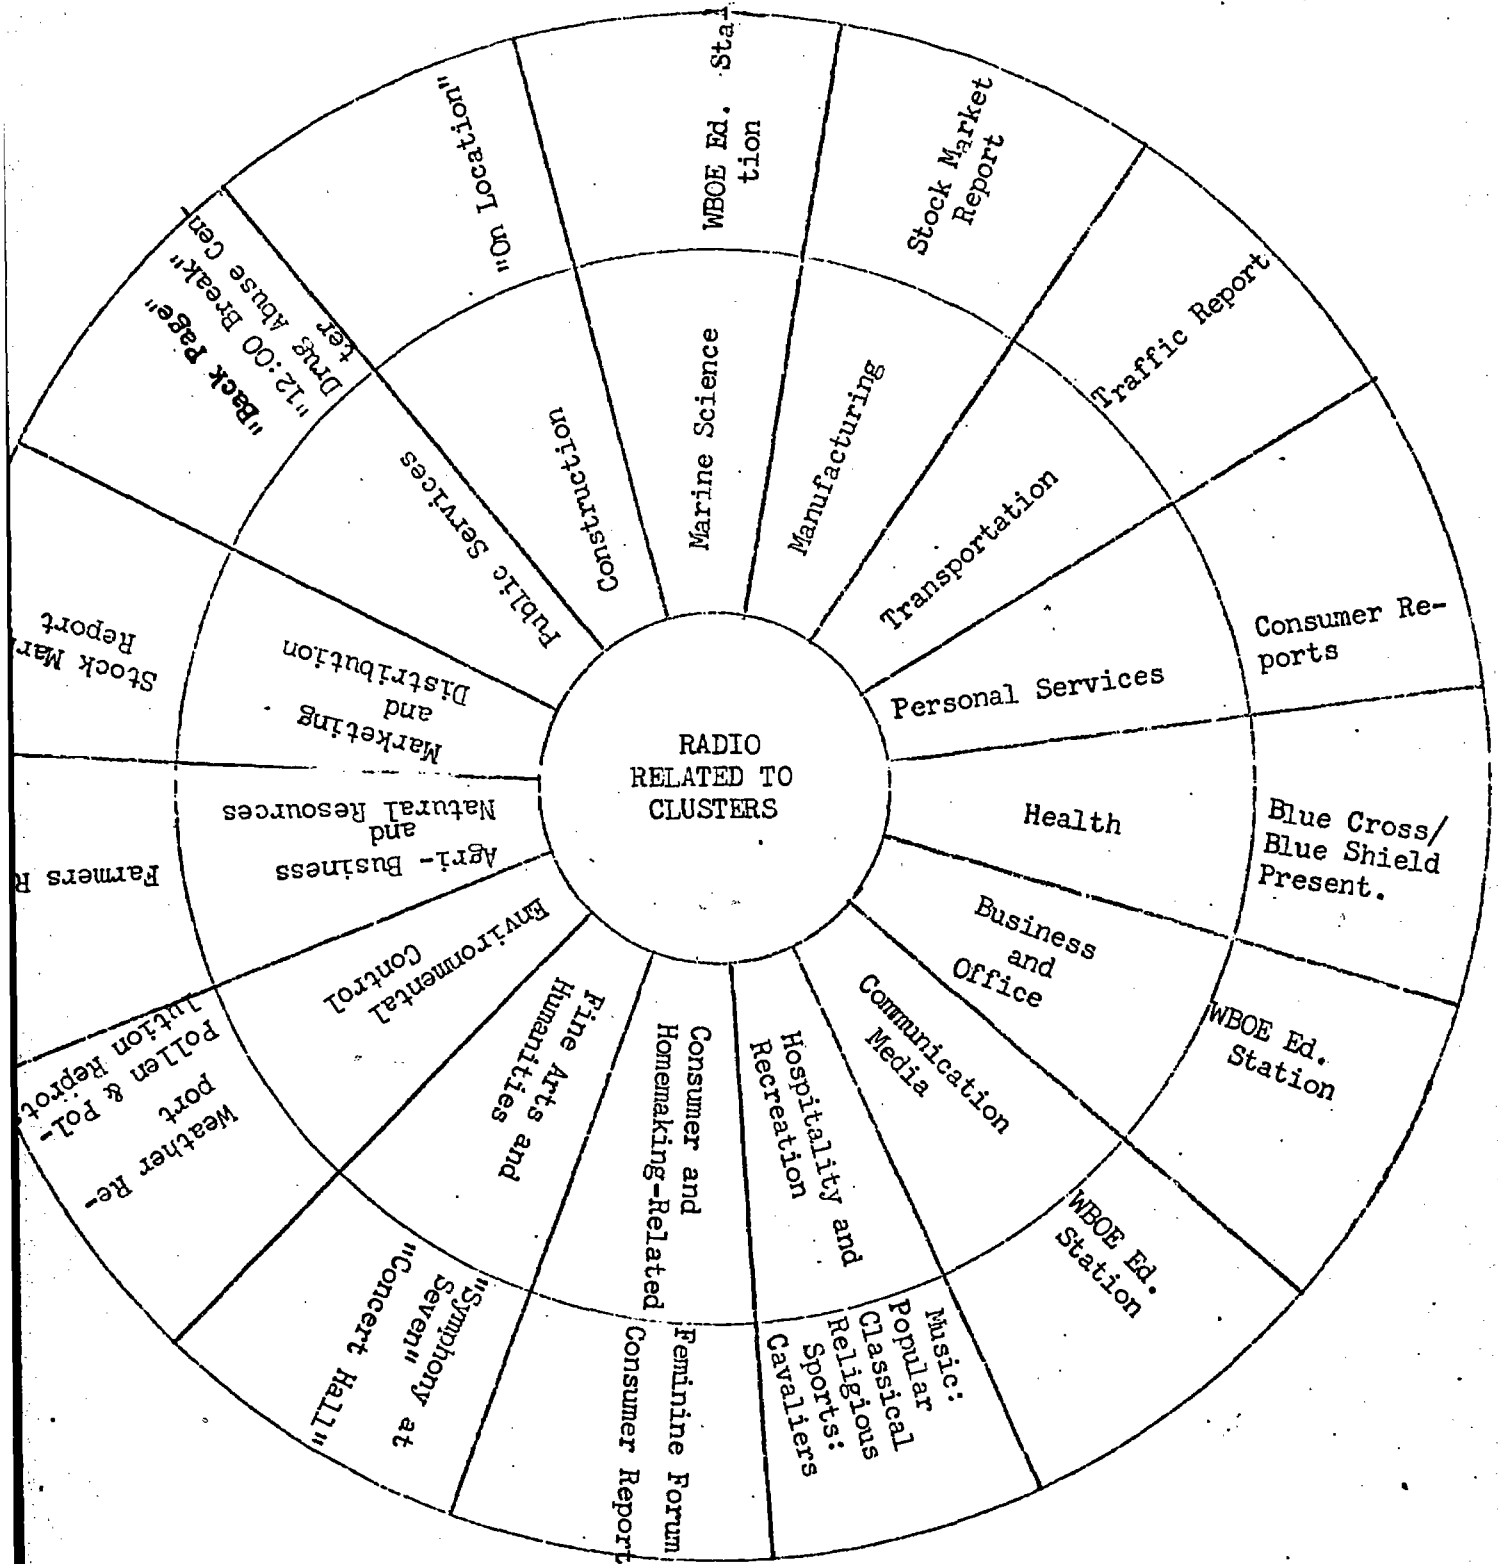 RADIO
RELATED TO
CLUSTERS
Marine Science
WBOE Ed. Sta-
tion
Manufacturing
Stock Market
Report
Transportation
Traffic Report
Personal Services
Consumer Re-
ports
Health
Blue Cross/
Blue Shield
Present.
Business
and
Office
WBOE Ed.
Station
Communication
Media
WBOE Ed.
Station
Hospitality and
Recreation
Music:
Popular
Classical
Religious
Sports:
Cavaliers
Consumer and
Homemaking-Related
Feminine Forum
Consumer Report
Fine Arts and
Humanities
"Symphony at
Seven"
"Concert Hall"
Environmental
Control
Weather Re-
port
Pollen & Pol-
lution Reprots
Agri- Business
and
Natural Resources
Farmers R
Marketing
and
Distribution
Stock Mar
Report
Public Services
"Back Page"
"12:00 Break"
Drug Abuse Cen
ter
Construction
"On Location"